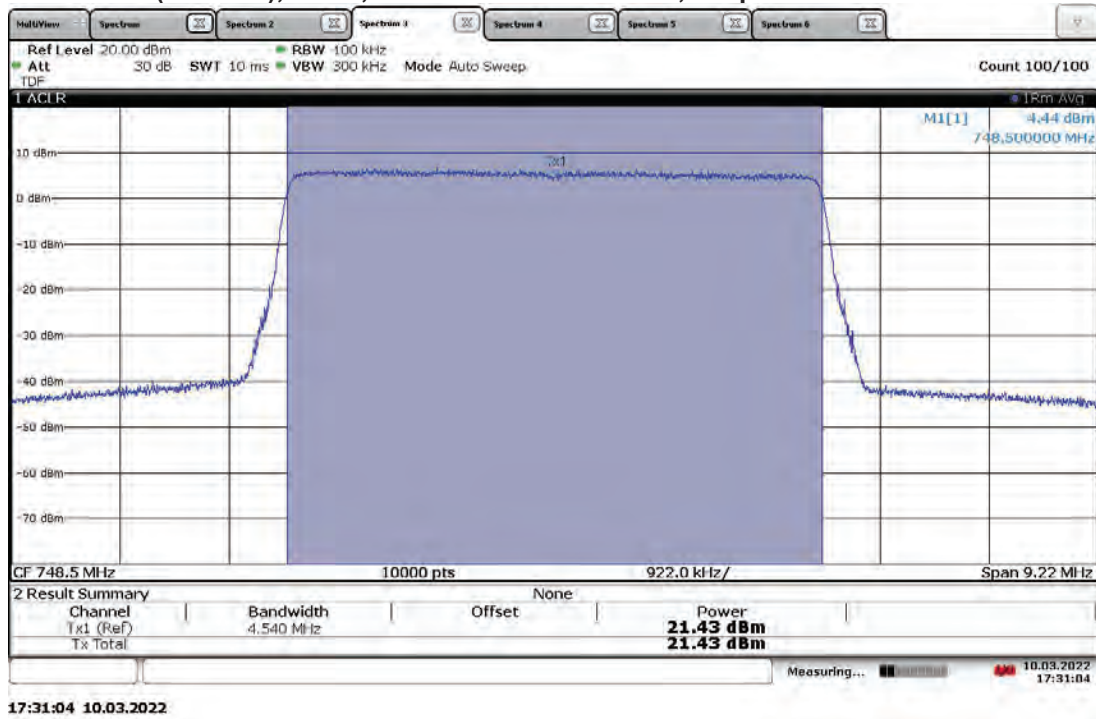 MultiView Spectrum Spectrum 2 Spectrum 3 Spectrum 4 Spectrum 5 Spectrum 6
Ref Level 20.00 dBm RBW 100 kHz
Att 30 dB SWT 10 ms VBW 300 kHz Mode Auto Sweep Count 100/100
TDF
1 ACLR 1Rm Avg
M1[1] 4.44 dBm
748.500000 MHz
10 dBm
Tx1
0 dBm
-10 dBm
-20 dBm
-30 dBm
-40 dBm
-50 dBm
-60 dBm
-70 dBm
CF 748.5 MHz 10000 pts 922.0 kHz/ Span 9.22 MHz
2 Result Summary None
Channel Bandwidth Offset Power
Tx1 (Ref) 4.540 MHz 21.43 dBm
Tx Total 21.43 dBm
Measuring... 10.03.2022
17:31:04
17:31:04 10.03.2022